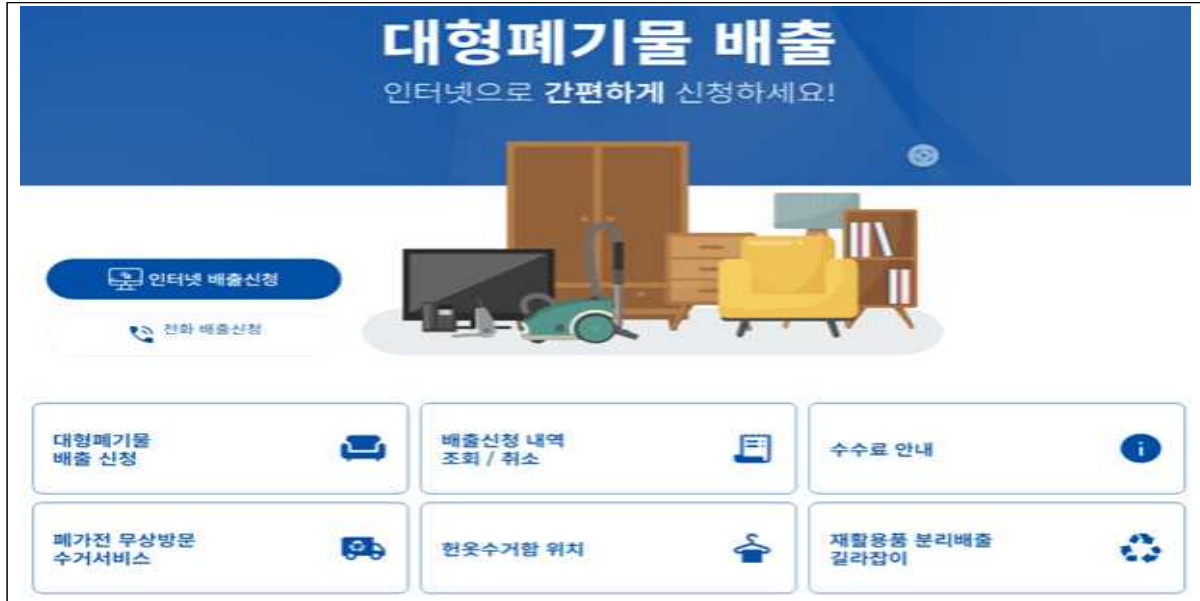 대형폐기물 배출
인터넷으로 간편하게 신청하세요!
인터넷 배출신청
전화 배출신청
대형폐기물
배출 신청
배출신청 내역
조회 / 취소
수수료 안내
폐가전 무상방문
수거서비스
헌옷수거함 위치
재활용품 분리배출
길라잡이